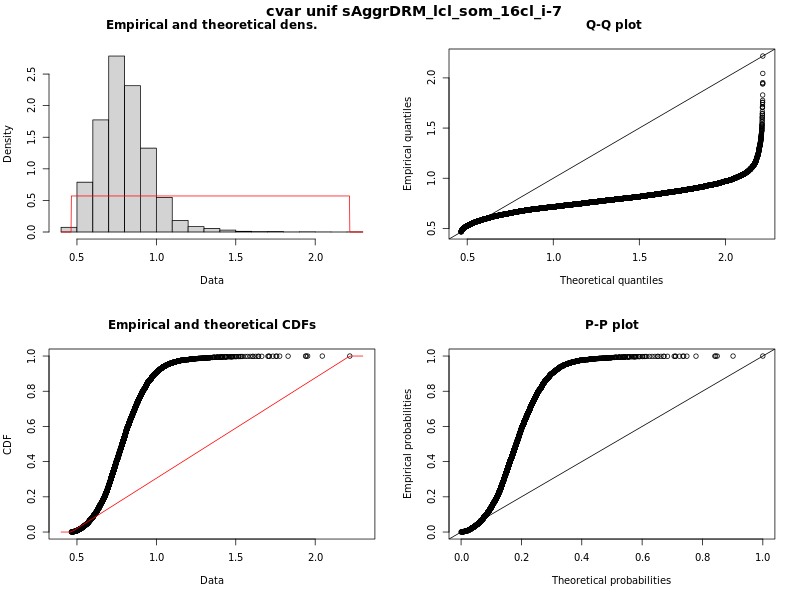 cvar unif sAggrDRM_lcl_som_16cl_i-7
Empirical and theoretical dens.
Density
0.0 0.5 1.0 1.5 2.0 2.5
0.5 1.0 1.5 2.0
Data
Q-Q plot
Empirical quantiles
0.5 1.0 1.5 2.0
0.5 1.0 1.5 2.0
Theoretical quantiles
Empirical and theoretical CDFs
CDF
0.0 0.2 0.4 0.6 0.8 1.0
0.5 1.0 1.5 2.0
Data
P-P plot
Empirical probabilities
0.0 0.2 0.4 0.6 0.8 1.0
0.0 0.2 0.4 0.6 0.8 1.0
Theoretical probabilities